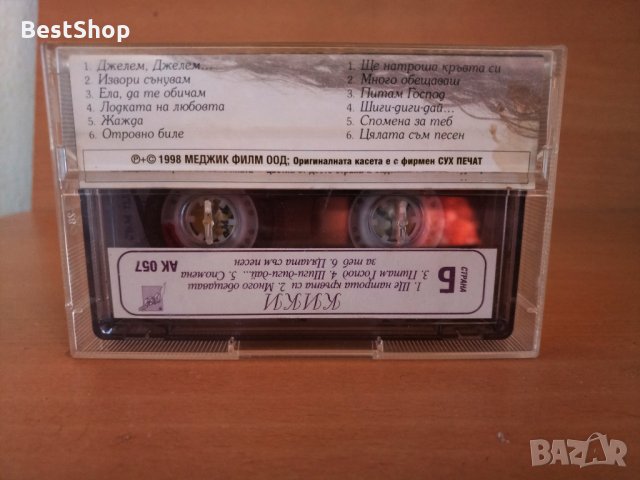 BestShop
1. Джелем, Джелем...
2. Извори сънувам
3. Ела, да те обичам
4. Лодката на любовта
5. Жажда
6. Отровно биле
1. Ще натроша кръвта си
2. Много обещаваш
3. Питам Господ
4. Шиги-диги-дай...
5. Спомена за теб
6. Цялата съм песен
℗+© 1998 МЕДЖИК ФИЛМ ООД; Оригиналната касета е с фирмен СУХ ПЕЧАТ
КИКИ
1. Ще натроша кръвта си 2. Много обещаваш
3. Питам Господ 4. Шиги-диги-дай... 5. Спомена
за теб 6. Цялата съм песен
СТРАНА
Б
АК 057
BAZAR
BestShop